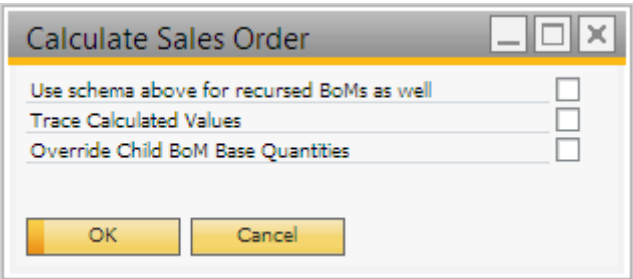 Calculate Sales Order
Use schema above for recursed BoMs as well
Trace Calculated Values
Override Child BoM Base Quantities
OK Cancel